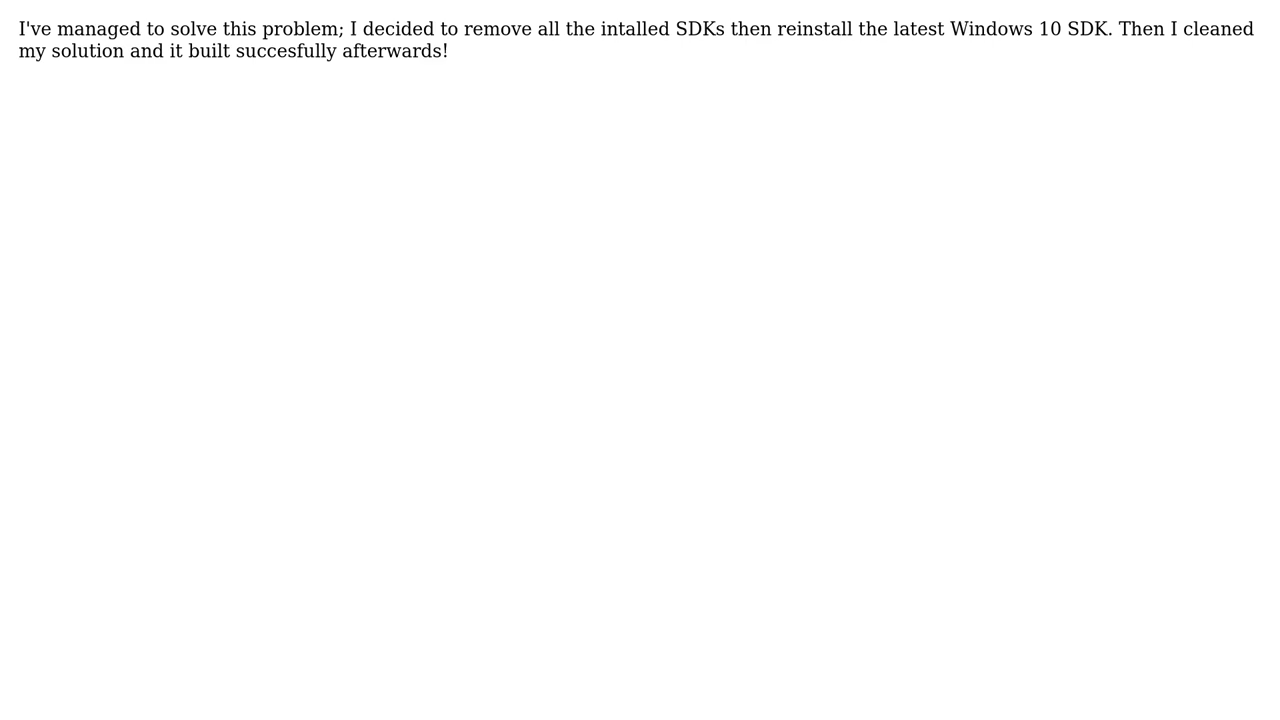 I've managed to solve this problem; I decided to remove all the intalled SDKs then reinstall the latest Windows 10 SDK. Then I cleaned
my solution and it built succesfully afterwards!